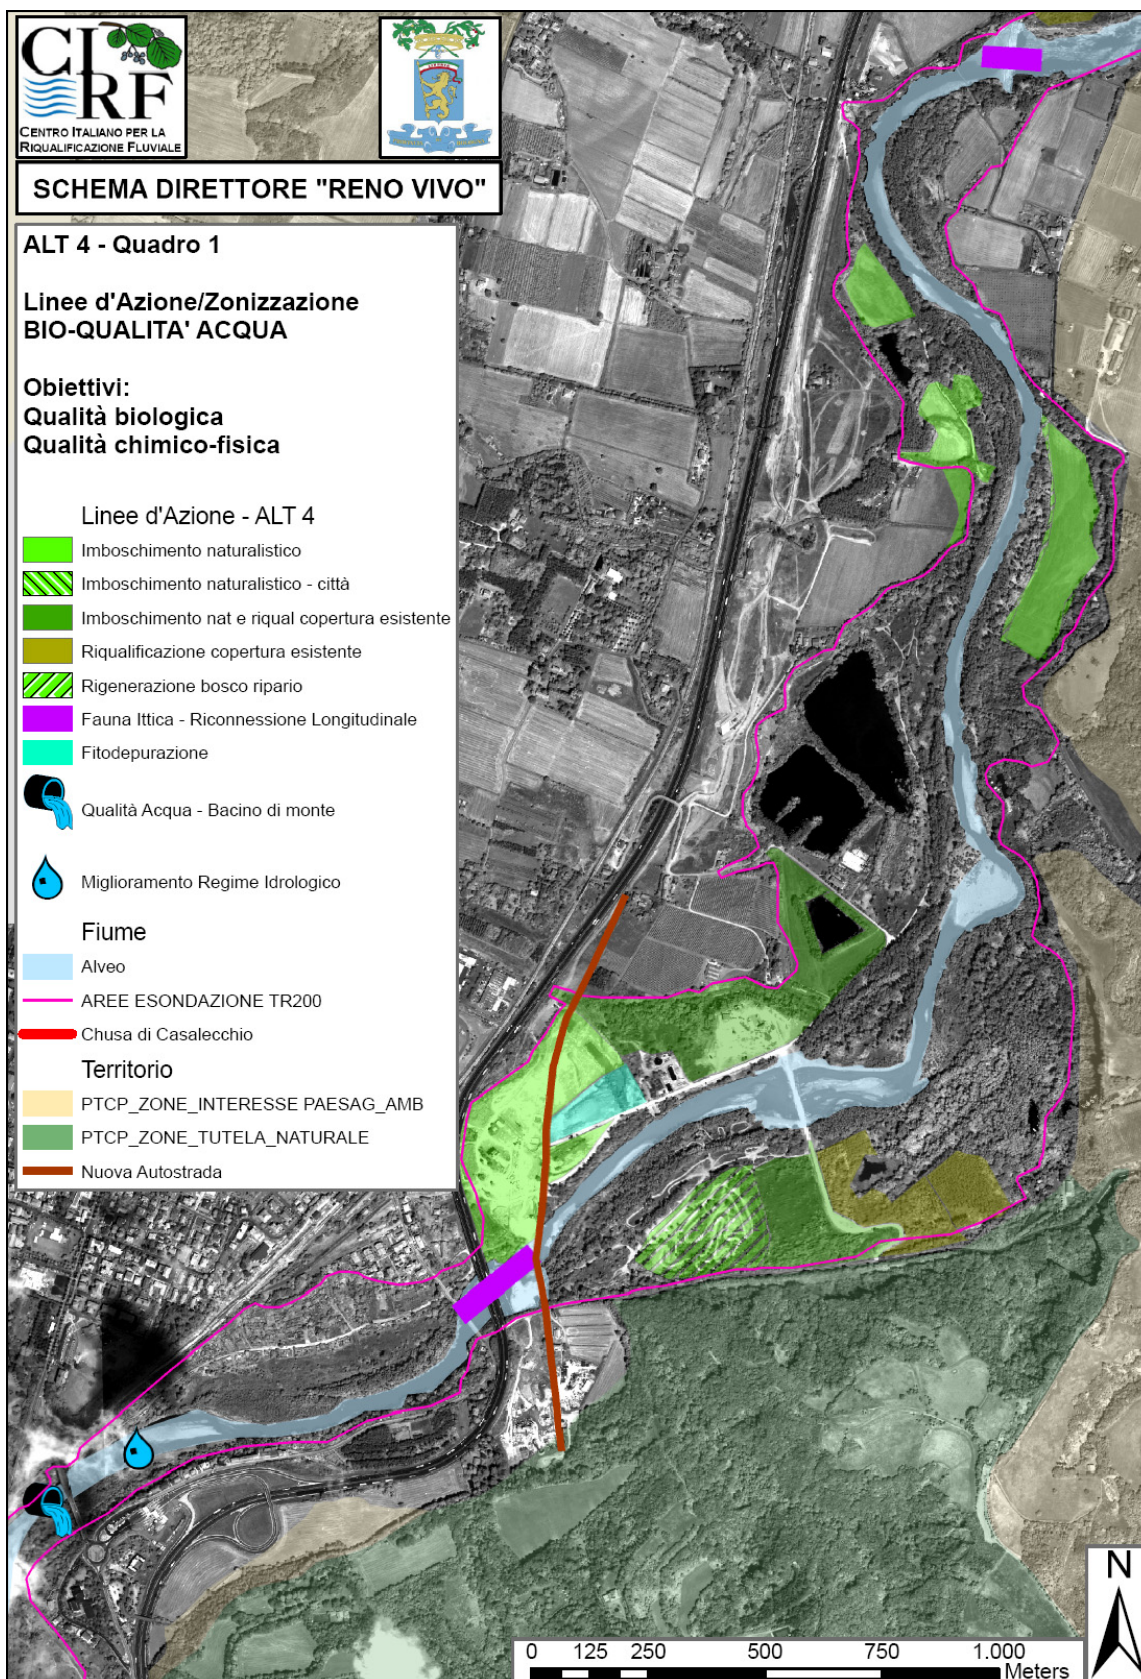 CIRF
CENTRO ITALIANO PER LA
RIQUALIFICAZIONE FLUVIALE
SCHEMA DIRETTORE "RENO VIVO"
ALT 4 - Quadro 1
Linee d'Azione/Zonizzazione
BIO-QUALITA' ACQUA
Obiettivi:
Qualità biologica
Qualità chimico-fisica
Linee d'Azione - ALT 4
Imboschimento naturalistico
Imboschimento naturalistico - città
Imboschimento nat e riqual copertura esistente
Riqualificazione copertura esistente
Rigenerazione bosco ripario
Fauna Ittica - Riconnessione Longitudinale
Fitodepurazione
Qualità Acqua - Bacino di monte
Miglioramento Regime Idrologico
Fiume
Alveo
AREE ESONDAZIONE TR200
Chusa di Casalecchio
Territorio
PTCP_ZONE_INTERESSE PAESAG_AMB
PTCP_ZONE_TUTELA_NATURALE
Nuova Autostrada
N
0 125 250 500 750 1.000
Meters